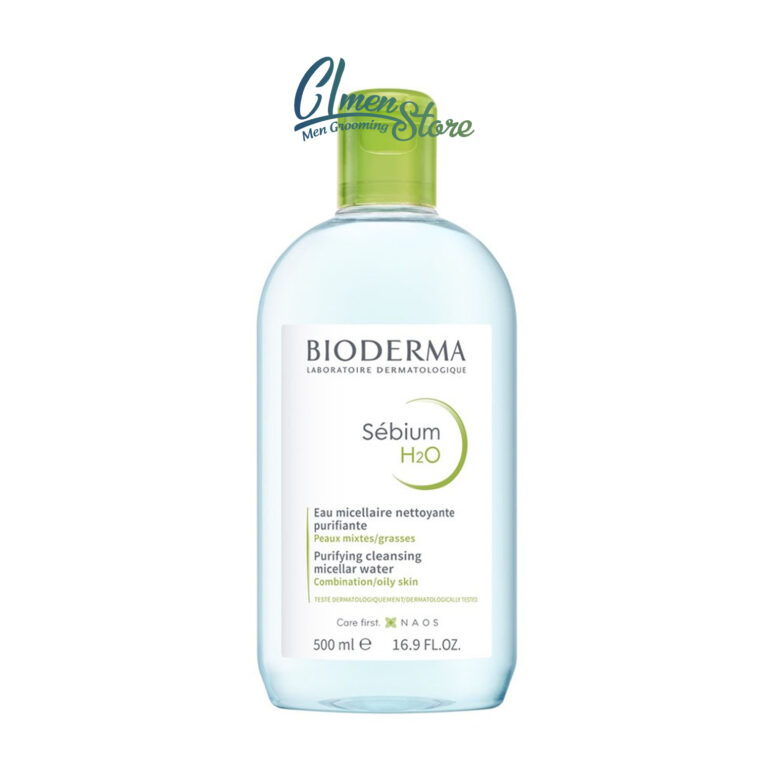 CImen
Men Grooming Store
BIODERMA
LABORATOIRE DERMATOLOGIQUE
Sébium
H2O
Eau micellaire nettoyante
purifiante
Peaux mixtes/grasses
Purifying cleansing
micellar water
Combination/oily skin
TESTÉ DERMATOLOGIQUEMENT/DERMATOLOGICALLY TESTED
Care first. NAOS
500 ml e 16.9 FL.OZ.